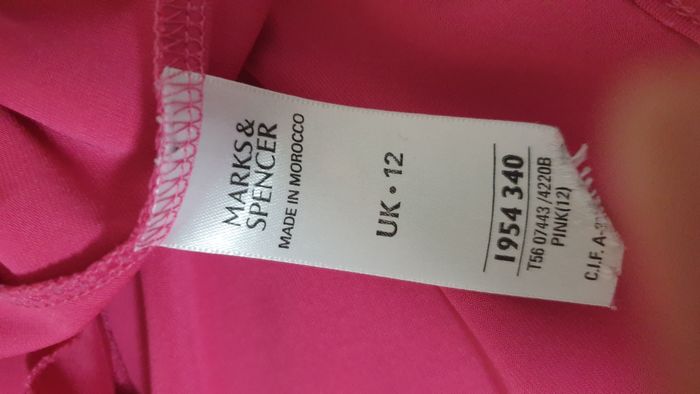 MARKS &
SPENCER
MADE IN MOROCCO
UK • 12
1954 340
T56 07443 /4220B
PINK(12)
C.I.F.